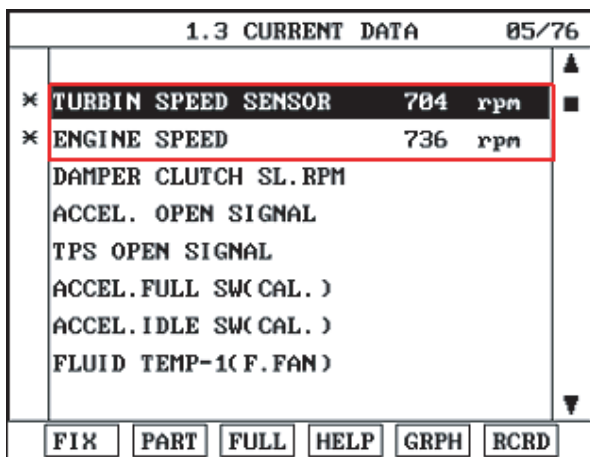 1.3 CURRENT DATA 05/76
* TURBIN SPEED SENSOR 704 rpm
* ENGINE SPEED 736 rpm
DAMPER CLUTCH SL.RPM
ACCEL. OPEN SIGNAL
TPS OPEN SIGNAL
ACCEL.FULL SW(CAL.)
ACCEL.IDLE SW(CAL.)
FLUID TEMP-1(F.FAN)
FIX PART FULL HELP GRPH RCRD